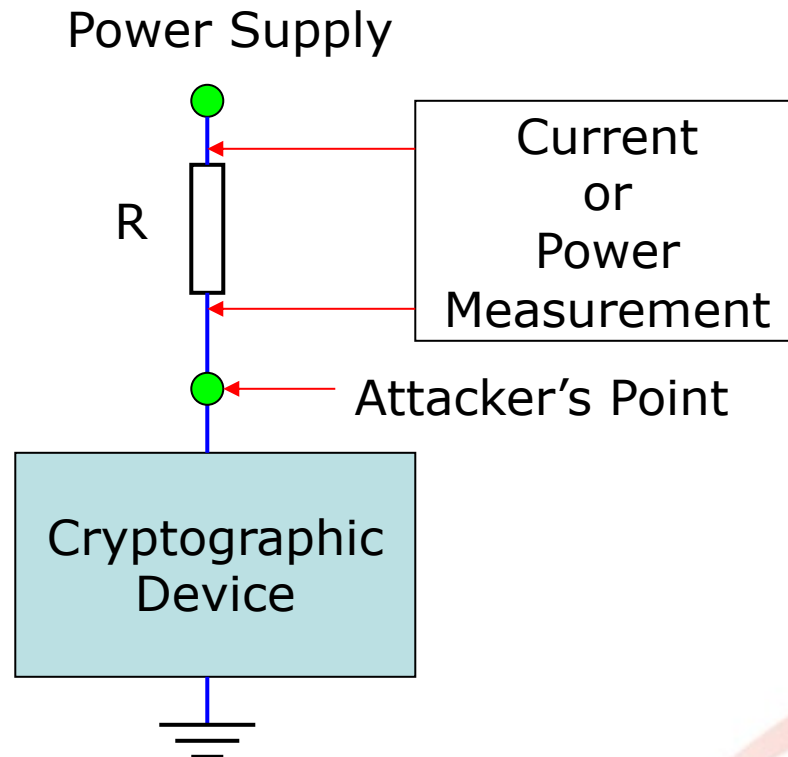 Power Supply
Current
or
Power
Measurement
R
Attacker’s Point
Cryptographic
Device